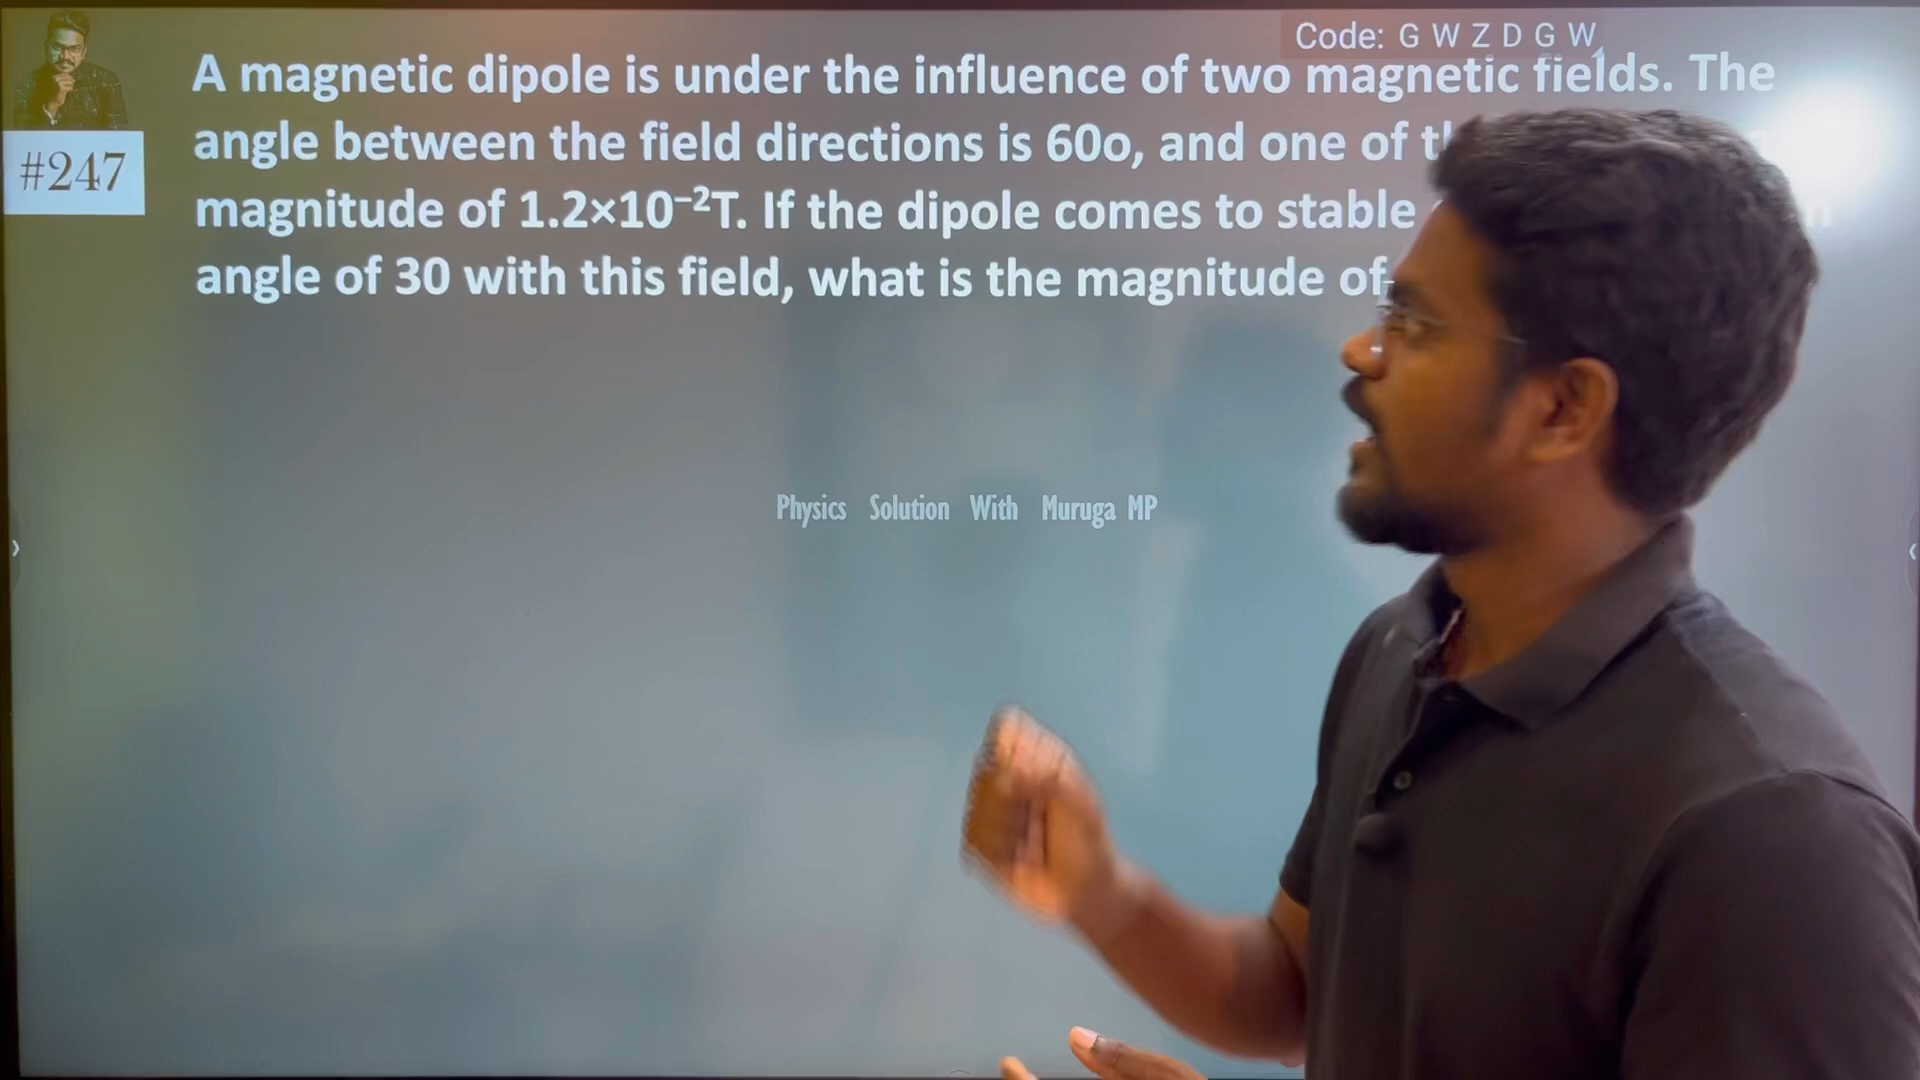 Code: G W Z D G W
A magnetic dipole is under the influence of two magnetic fields. The
#247
angle between the field directions is 60o, and one of
magnitude of 1.2×10⁻²T. If the dipole comes to stable
angle of 30 with this field, what is the magnitude of
Physics Solution With Muruga MP